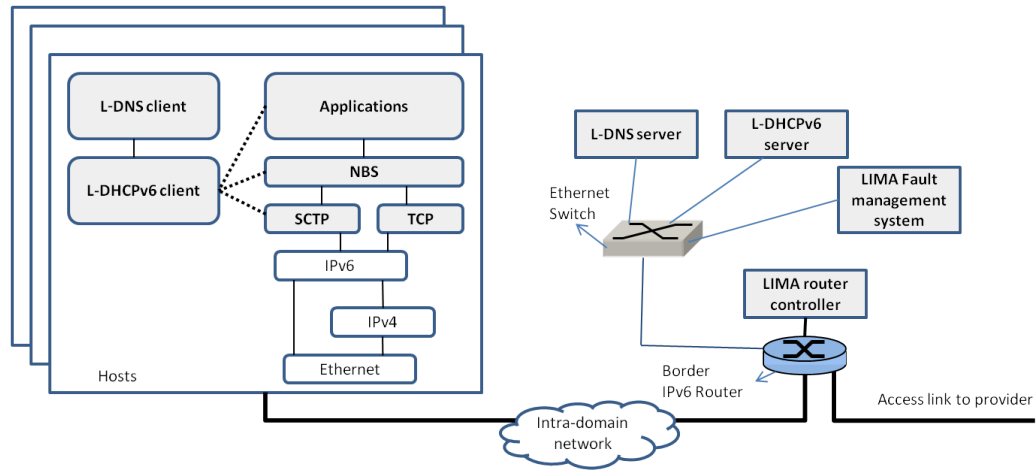 L-DNS client
Applications
L-DHCPv6 client
NBS
SCTP
TCP
IPv6
IPv4
Ethernet
Hosts
L-DNS server
L-DHCPv6
server
LIMA Fault
management
system
Ethernet
Switch
LIMA router
controller
Border
IPv6 Router
Access link to provider
Intra-domain
network